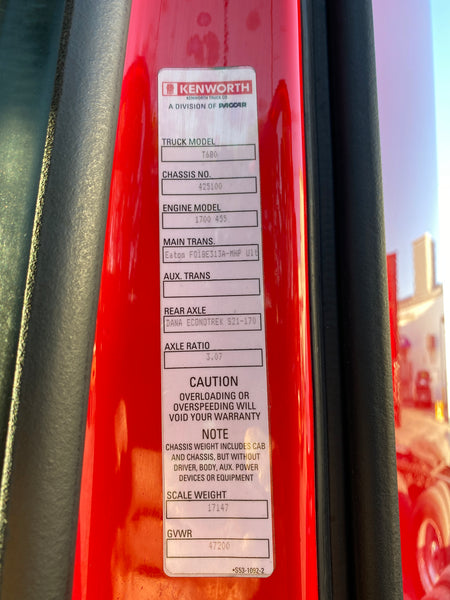 KENWORTH
KENWORTH TRUCK CO.
A DIVISION OF PACCAR
TRUCK MODEL
T680
CHASSIS NO.
425100
ENGINE MODEL
1700 455
MAIN TRANS.
Eaton FO18E313A-MHP Ult
AUX. TRANS
REAR AXLE
DANA ECONOTREK S21-170
AXLE RATIO
3.07
CAUTION
OVERLOADING OR
OVERSPEEDING WILL
VOID YOUR WARRANTY
NOTE
CHASSIS WEIGHT INCLUDES CAB
AND CHASSIS, BUT WITHOUT
DRIVER, BODY, AUX. POWER
DEVICES OR EQUIPMENT
SCALE WEIGHT
17147
GVWR
47200
+S53-1092-2